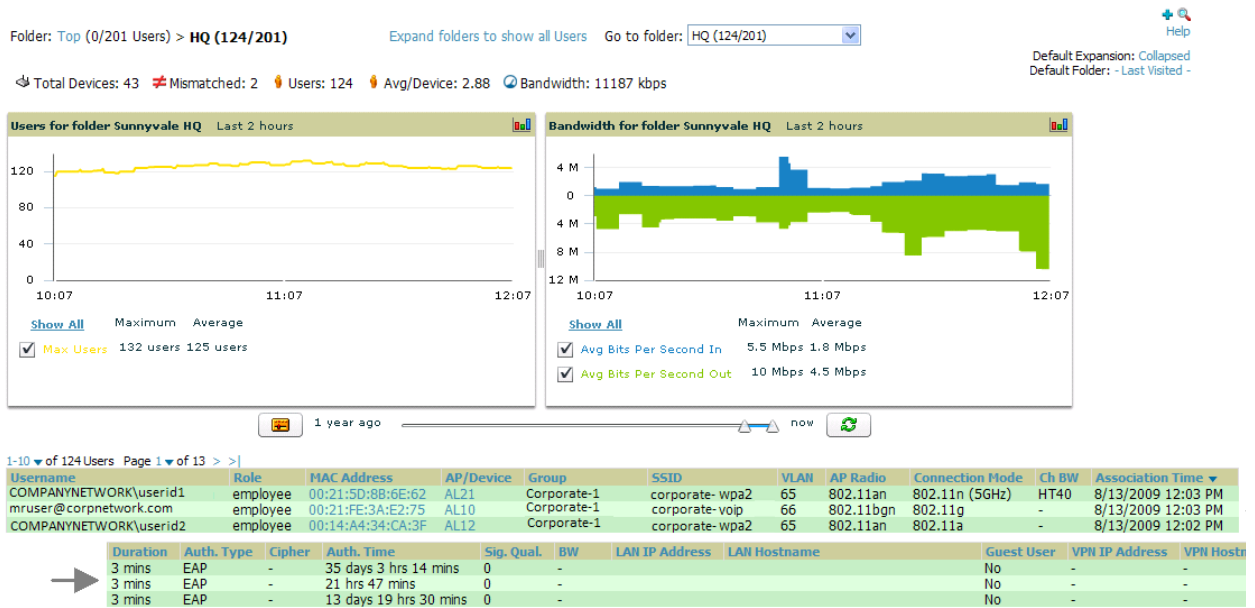 Folder: Top (0/201 Users) > HQ (124/201) Expand folders to show all Users Go to folder: HQ (124/201)
Help
Default Expansion: Collapsed
Default Folder: - Last Visited -
Total Devices: 43 Mismatched: 2 Users: 124 Avg/Device: 2.88 Bandwidth: 11187 kbps
Users for folder Sunnyvale HQ Last 2 hours
120
80
40
0
10:07 11:07 12:07
Show All Maximum Average
Max Users 132 users 125 users
Bandwidth for folder Sunnyvale HQ Last 2 hours
4 M
0
4 M
8 M
12 M
10:07 11:07 12:07
Show All Maximum Average
Avg Bits Per Second In 5.5 Mbps 1.8 Mbps
Avg Bits Per Second Out 10 Mbps 4.5 Mbps
1 year ago now
1-10 of 124 Users Page 1 of 13 > >|
Username Role MAC Address AP/Device Group SSID VLAN AP Radio Connection Mode Ch BW Association Time
COMPANYNETWORK\userid1 employee 00:21:5D:8B:6E:62 AL21 Corporate-1 corporate- wpa2 65 802.11an 802.11n (5GHz) HT40 8/13/2009 12:03 PM
mruser@corpnetwork.com employee 00:21:FE:3A:E2:75 AL10 Corporate-1 corporate- voip 66 802.11bgn 802.11g - 8/13/2009 12:03 PM
COMPANYNETWORK\userid2 employee 00:14:A4:34:CA:3F AL12 Corporate-1 corporate- wpa2 65 802.11an 802.11a - 8/13/2009 12:02 PM
Duration Auth. Type Cipher Auth. Time Sig. Qual. BW LAN IP Address LAN Hostname Guest User VPN IP Address VPN Hostn
3 mins EAP - 35 days 3 hrs 14 mins 0 - No - -
3 mins EAP - 21 hrs 47 mins 0 - No - -
3 mins EAP - 13 days 19 hrs 30 mins 0 - No - -